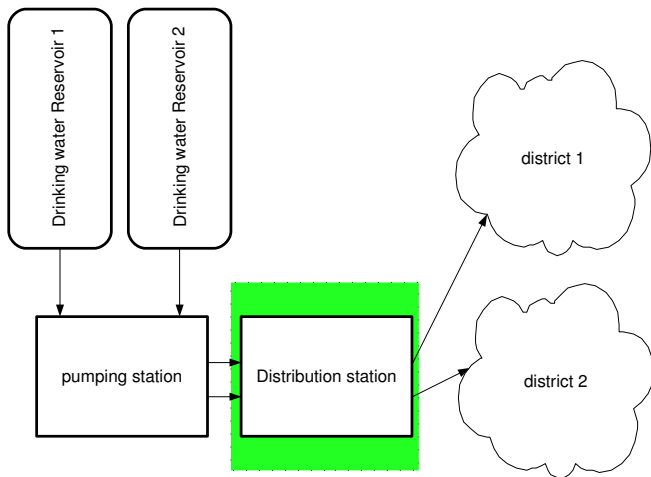 Drinking water Reservoir 1
Drinking water Reservoir 2
district 1
pumping station
Distribution station
district 2